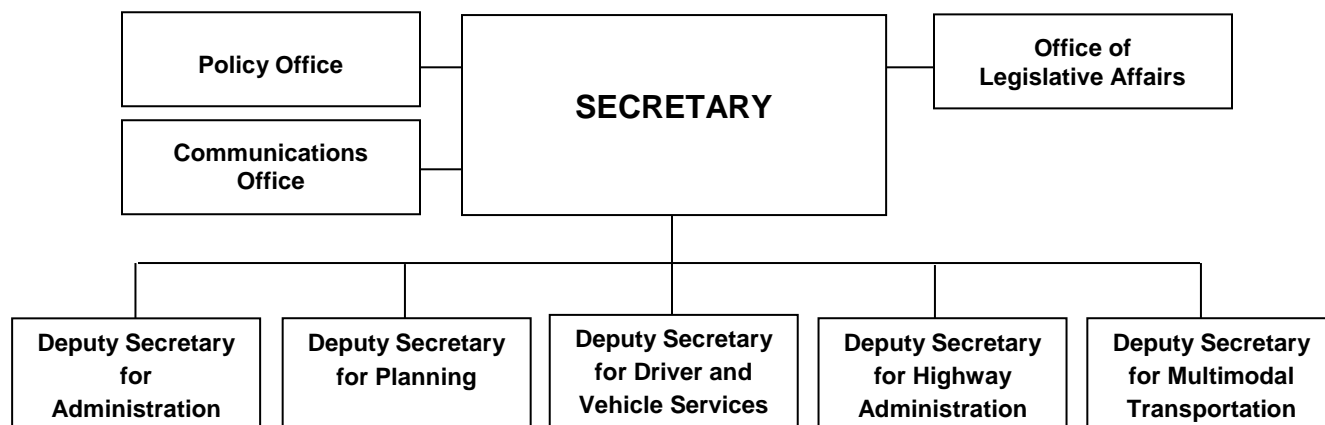 Policy Office
Communications
Office
SECRETARY
Office of
Legislative Affairs
Deputy Secretary
for
Administration
Deputy Secretary
for Planning
Deputy Secretary
for Driver and
Vehicle Services
Deputy Secretary
for Highway
Administration
Deputy Secretary
for Multimodal
Transportation